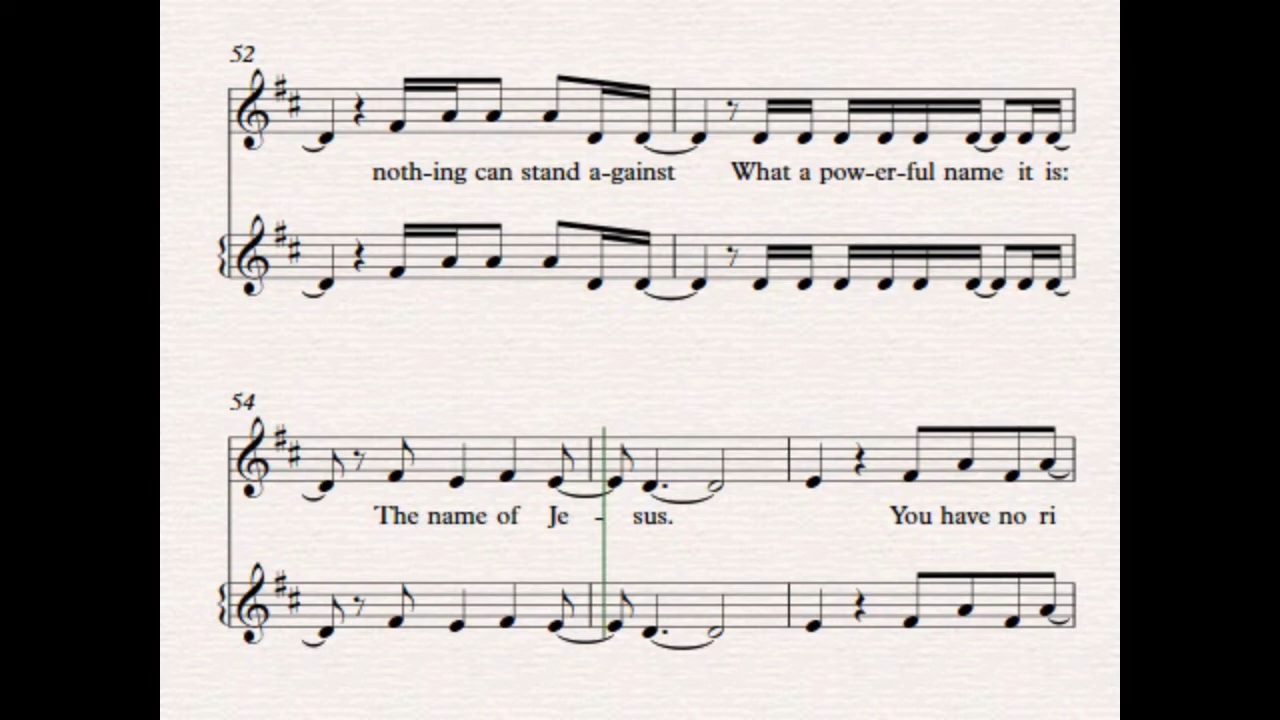 52
noth-ing can stand a-gainst What a pow-er-ful name it is:
54
The name of Je - sus. You have no ri